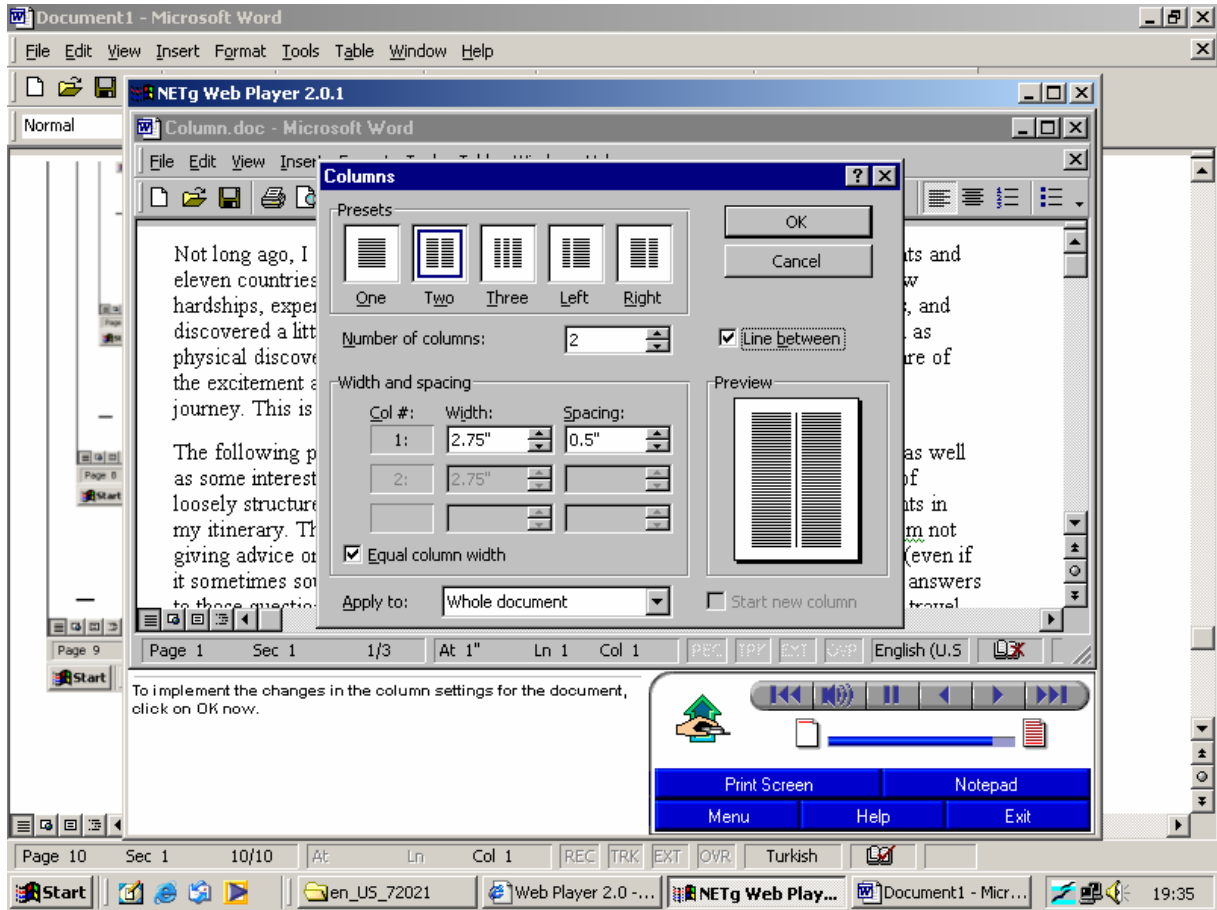 Document1 - Microsoft Word
File Edit View Insert Format Tools Table Window Help
NETg Web Player 2.0.1
Normal
Column.doc - Microsoft Word
File Edit View Insert
Columns
Presets
OK
Cancel
One Two Three Left Right
Number of columns: 2
Line between
Width and spacing
Preview
Col #: Width: Spacing:
1: 2.75" 0.5"
2: 2.75"
Equal column width
Apply to: Whole document
Start new column
Not long ago, I
ts and
eleven countries
w
hardships, exper
, and
discovered a litt
as
physical discove
re of
the excitement a
journey. This is
The following p
as well
as some interest
of
loosely structure
ts in
my itinerary. Th
m not
giving advice or
(even if
it sometimes sou
answers
to those questio
travel
Page 1 Sec 1 1/3 At 1" Ln 1 Col 1 REC TRK EXT OVR English (U.S
Page
Page 8
Start
Page 9
Start
To implement the changes in the column settings for the document,
click on OK now.
Print Screen Notepad
Menu Help Exit
Page 10 Sec 1 10/10 At Ln Col 1 REC TRK EXT OVR Turkish
Start en_US_72021 Web Player 2.0 -... NETg Web Play... Document1 - Micr... 19:35